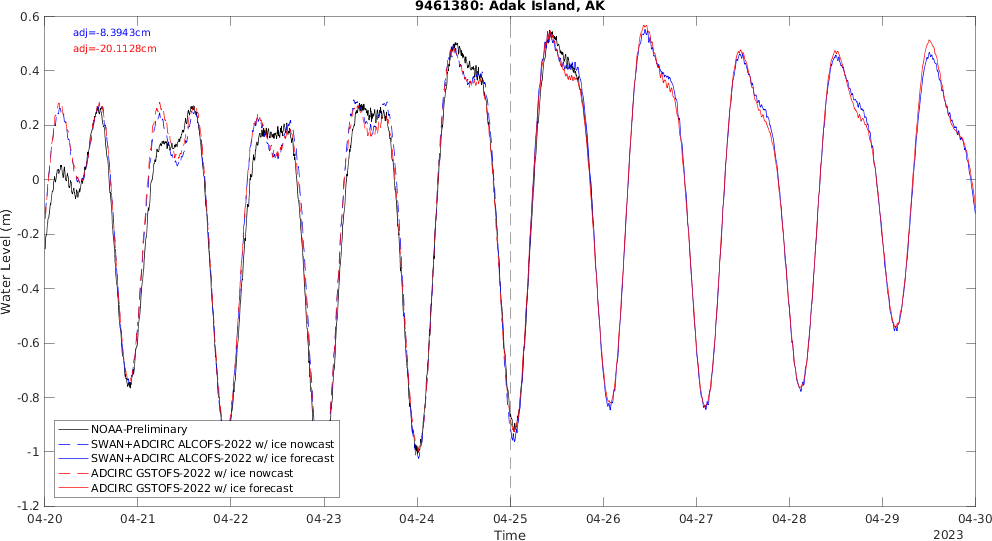 9461380: Adak Island, AK
adj=-8.3943cm
adj=-20.1128cm
0.6
0.4
0.2
0
-0.2
-0.4
-0.6
-0.8
-1
-1.2
Water Level (m)
NOAA-Preliminary
SWAN+ADCIRC ALCOFS-2022 w/ ice nowcast
SWAN+ADCIRC ALCOFS-2022 w/ ice forecast
ADCIRC GSTOFS-2022 w/ ice nowcast
ADCIRC GSTOFS-2022 w/ ice forecast
04-20 04-21 04-22 04-23 04-24 04-25 04-26 04-27 04-28 04-29 04-30
Time
2023